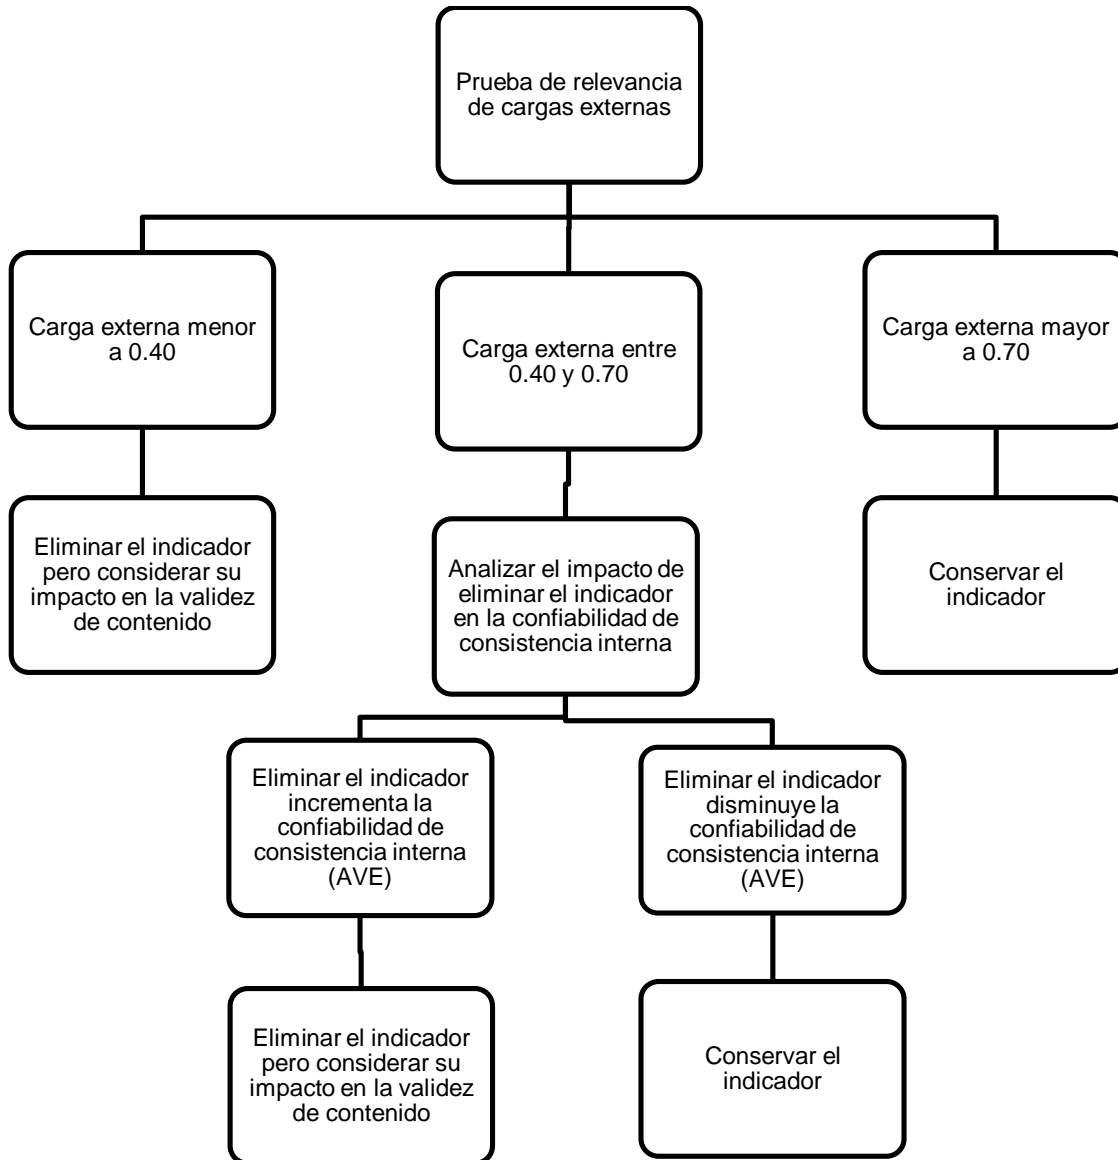 Prueba de relevancia
de cargas externas
Carga externa menor
a 0.40
Carga externa entre
0.40 y 0.70
Carga externa mayor
a 0.70
Eliminar el indicador
pero considerar su
impacto en la validez
de contenido
Analizar el impacto de
eliminar el indicador
en la confiabilidad de
consistencia interna
Conservar el
indicador
Eliminar el indicador
incrementa la
confiabilidad de
consistencia interna
(AVE)
Eliminar el indicador
disminuye la
confiabilidad de
consistencia interna
(AVE)
Eliminar el indicador
pero considerar su
impacto en la validez
de contenido
Conservar el
indicador